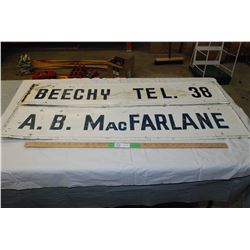 BEECHY TEL. 38
A. B. MACFARLANE